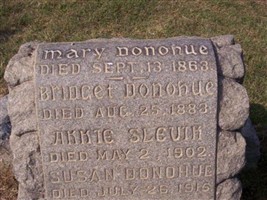 Mary Donohue
Died Sept. 13. 1863.
Bridget Donohue
Died Aug. 25. 1883.
Annie Slevin
Died May 2, 1902.
Susan Donohue
Died July 26, 1915